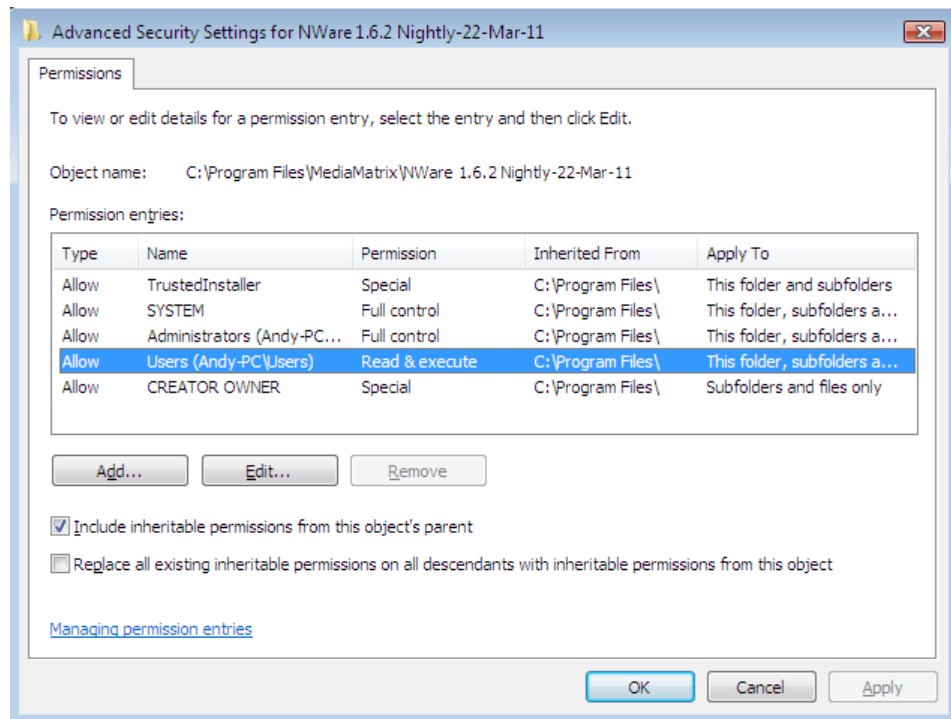 Advanced Security Settings for NWare 1.6.2 Nightly-22-Mar-11
Permissions
To view or edit details for a permission entry, select the entry and then click Edit.
Object name: C:\Program Files\MediaMatrix\NWare 1.6.2 Nightly-22-Mar-11
Permission entries:
Type Name Permission Inherited From Apply To
Allow TrustedInstaller Special C:\Program Files\ This folder and subfolders
Allow SYSTEM Full control C:\Program Files\ This folder, subfolders a...
Allow Administrators (Andy-PC... Full control C:\Program Files\ This folder, subfolders a...
Allow Users (Andy-PC\Users) Read & execute C:\Program Files\ This folder, subfolders a...
Allow CREATOR OWNER Special C:\Program Files\ Subfolders and files only
Add... Edit... Remove
Include inheritable permissions from this object's parent
Replace all existing inheritable permissions on all descendants with inheritable permissions from this object
Managing permission entries
OK Cancel Apply